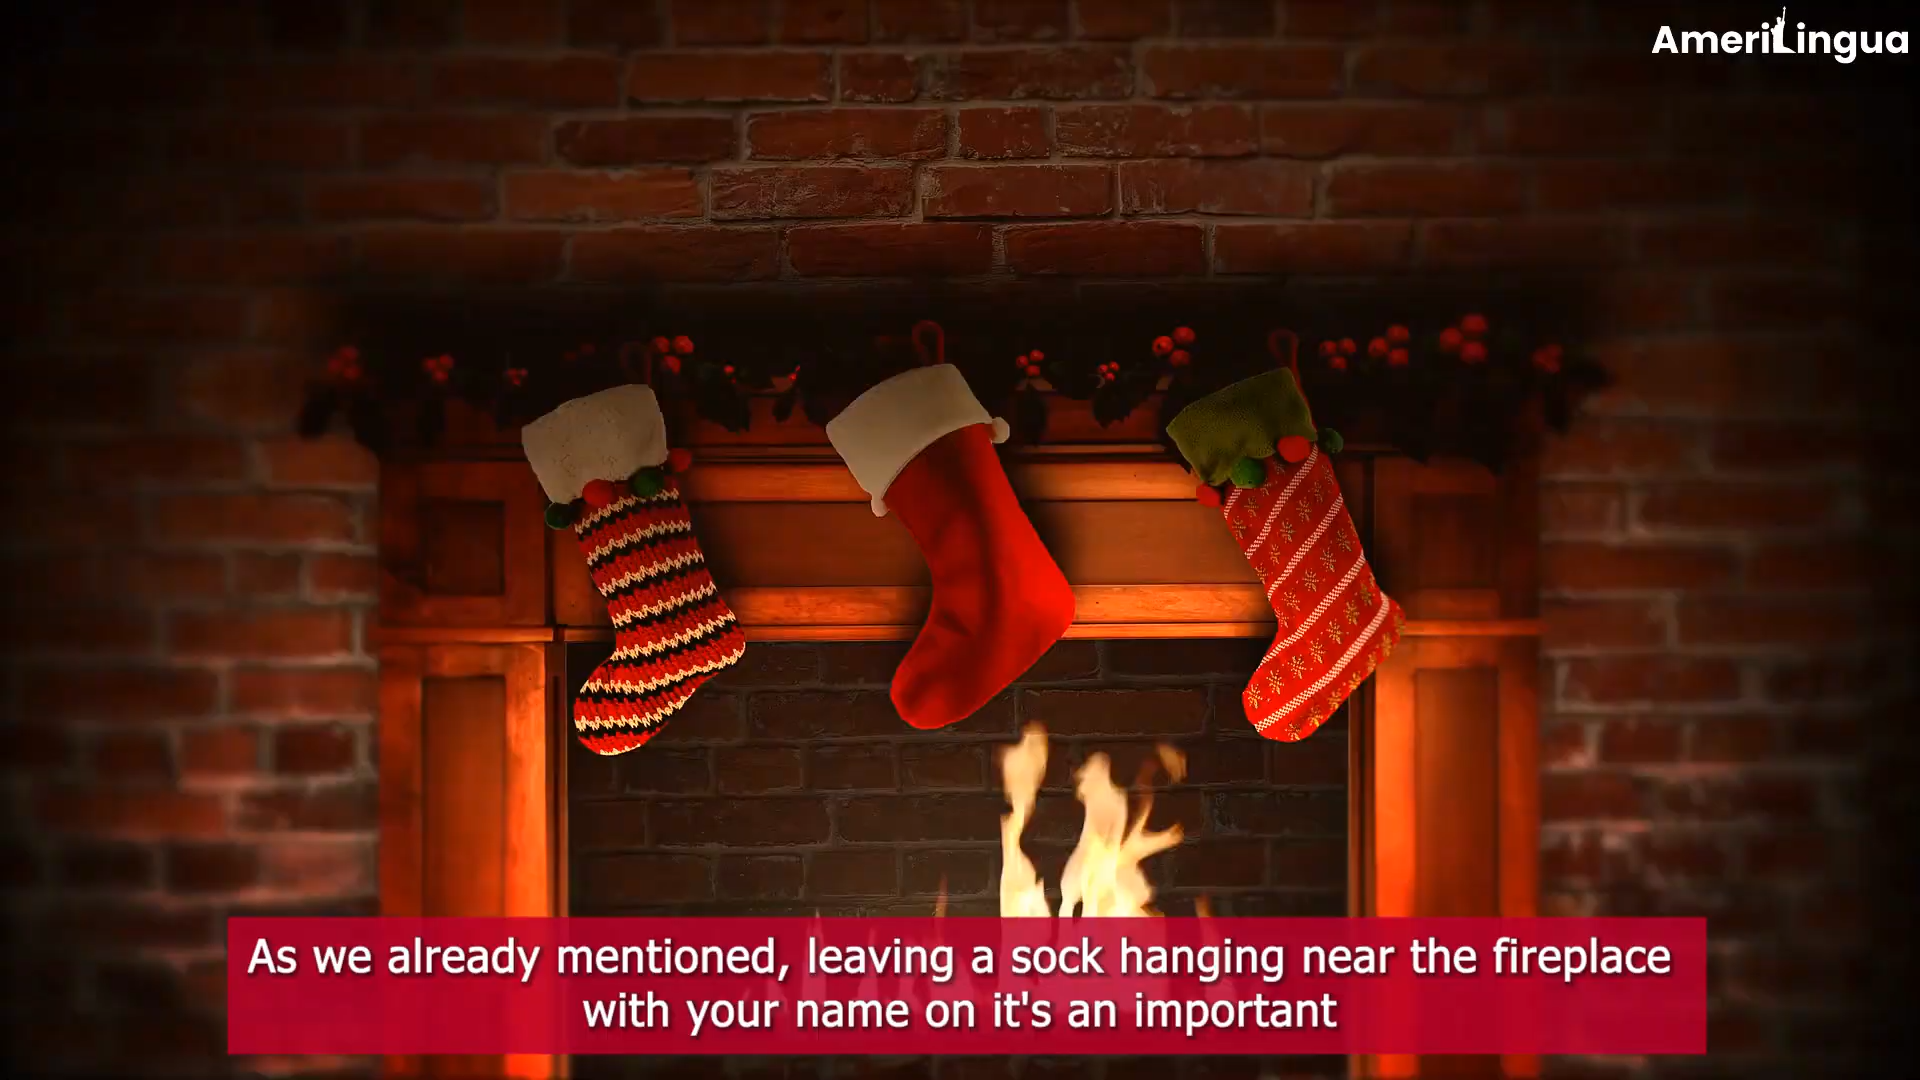 AmeriLingua
As we already mentioned, leaving a sock hanging near the fireplace
with your name on it's an important